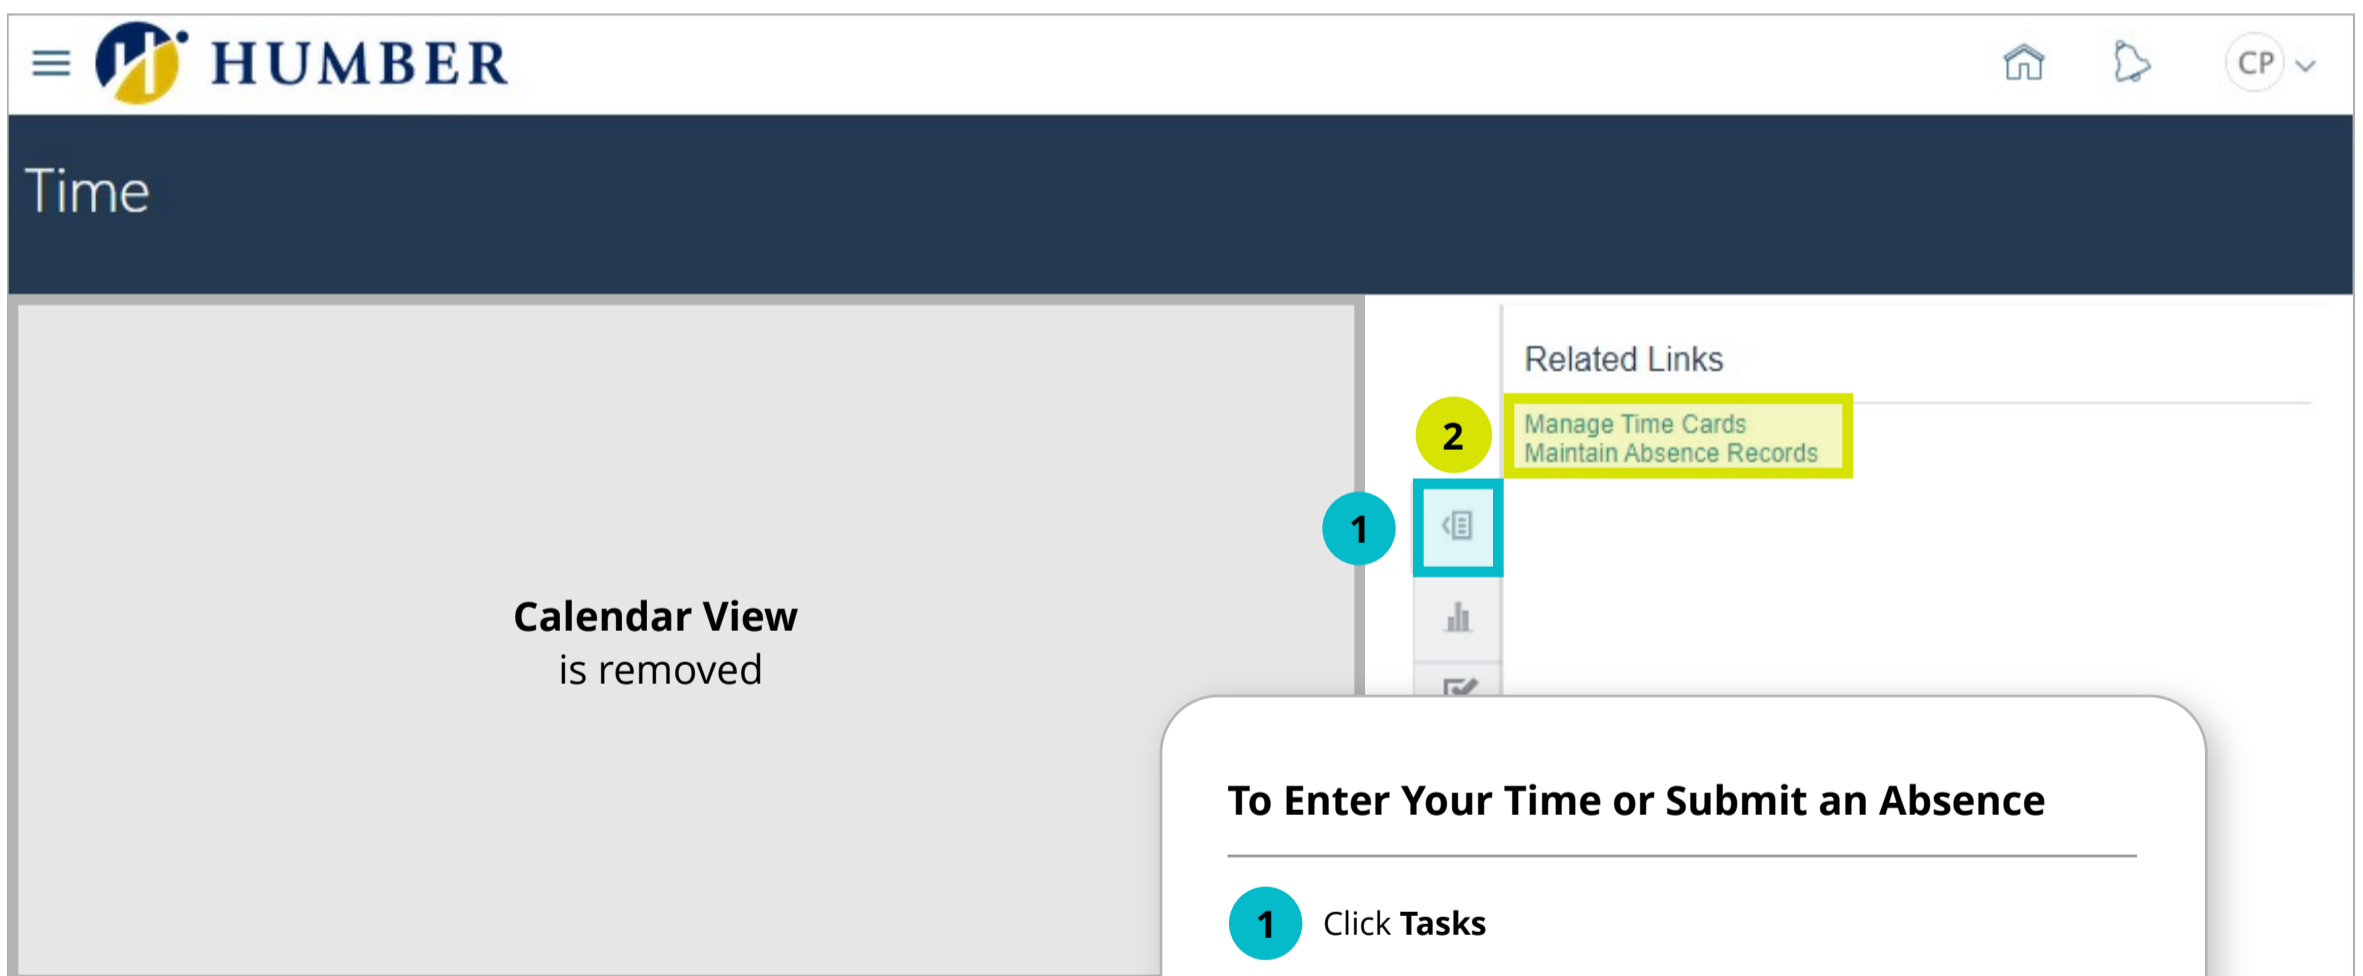 HUMBER
CP
Time
Related Links
2
Manage Time Cards
Maintain Absence Records
1
Calendar View
is removed
To Enter Your Time or Submit an Absence
1 Click Tasks